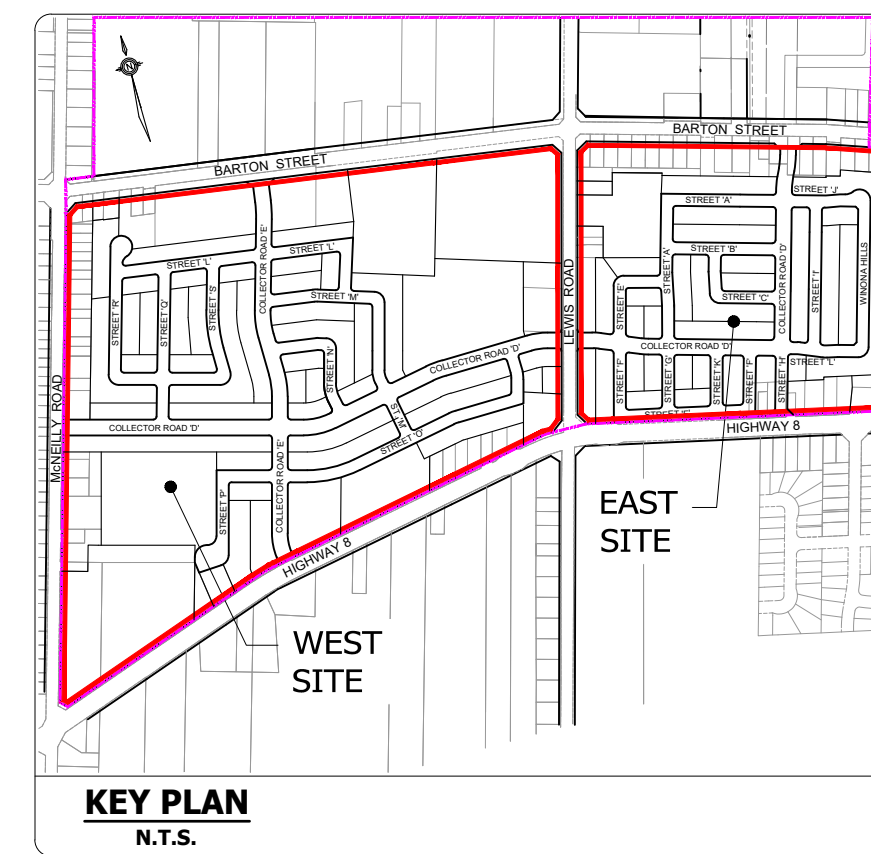 N
BARTON STREET
BARTON STREET
STREET 'J'
STREET 'A'
COLLECTOR ROAD 'E'
STREET 'L'
STREET 'L'
STREET 'B'
STREET 'A'
COLLECTOR ROAD 'D'
STREET 'I'
WINONA HILLS
LEWIS ROAD
STREET 'R'
STREET 'Q'
STREET 'S'
STREET 'M'
STREET 'E'
STREET 'C'
STREET 'N'
COLLECTOR ROAD 'D'
COLLECTOR ROAD 'D'
STREET 'L'
STREET 'F'
STREET 'G'
STREET 'K'
STREET 'P'
STREET 'H'
McNEILLY ROAD
COLLECTOR ROAD 'D'
ST. 'M'
STREET 'O'
HIGHWAY 8
COLLECTOR ROAD 'E'
STREET 'P'
EAST
SITE
HIGHWAY 8
WEST
SITE
KEY PLAN
N.T.S.